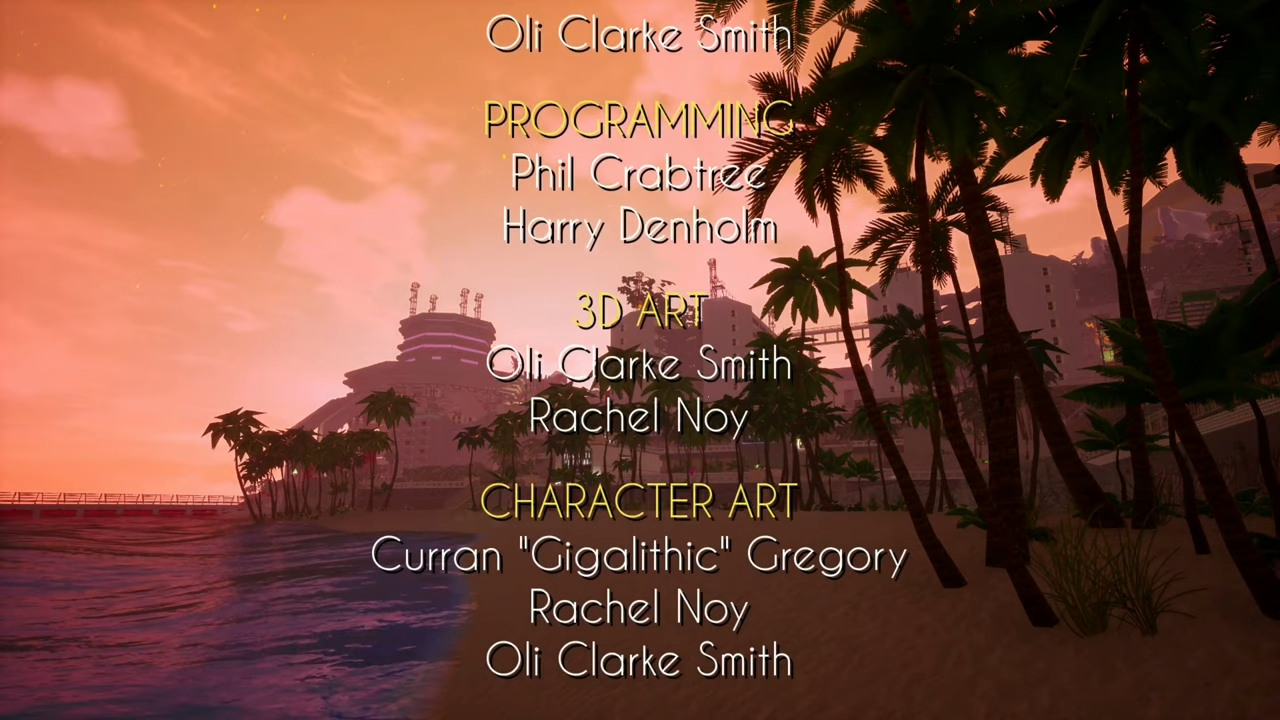 Oli Clarke Smith
PROGRAMMING
Phil Crabtree
Harry Denholm
3D ART
Oli Clarke Smith
Rachel Noy
CHARACTER ART
Curran "Gigalithic" Gregory
Rachel Noy
Oli Clarke Smith